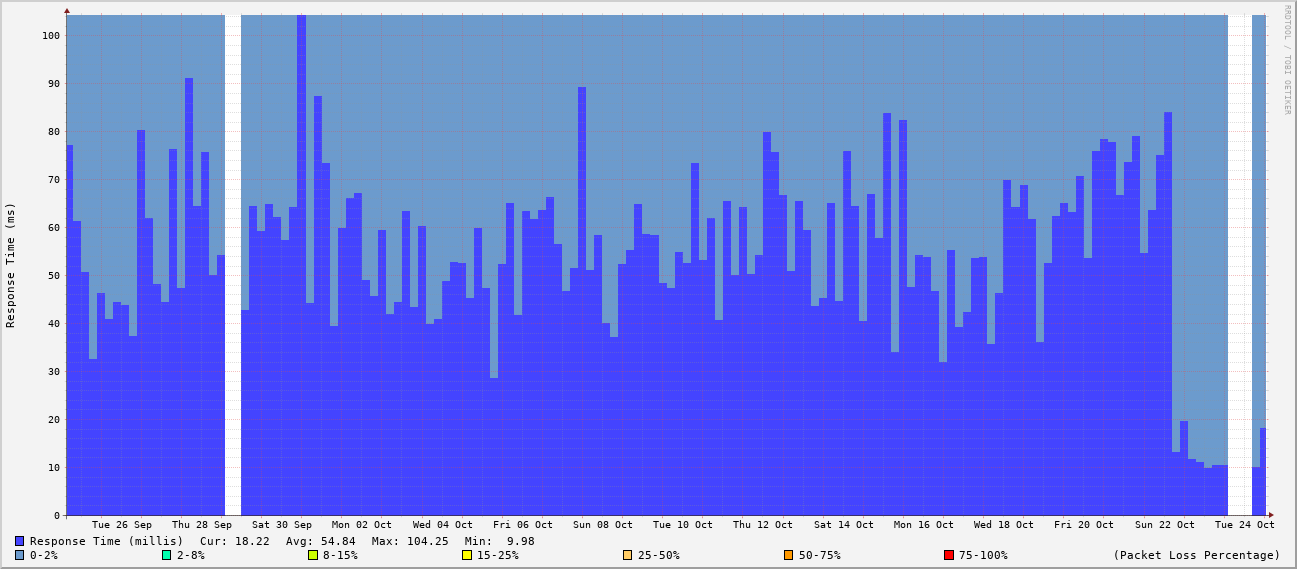 RRDTOOL / TOBI OETIKER
Response Time (ms)
100
90
80
70
60
50
40
30
20
10
0
Tue 26 Sep Thu 28 Sep Sat 30 Sep Mon 02 Oct Wed 04 Oct Fri 06 Oct Sun 08 Oct Tue 10 Oct Thu 12 Oct Sat 14 Oct Mon 16 Oct Wed 18 Oct Fri 20 Oct Sun 22 Oct Tue 24 Oct
Response Time (millis) Cur: 18.22 Avg: 54.84 Max: 104.25 Min: 9.98
0-2% 2-8% 8-15% 15-25% 25-50% 50-75% 75-100% (Packet Loss Percentage)